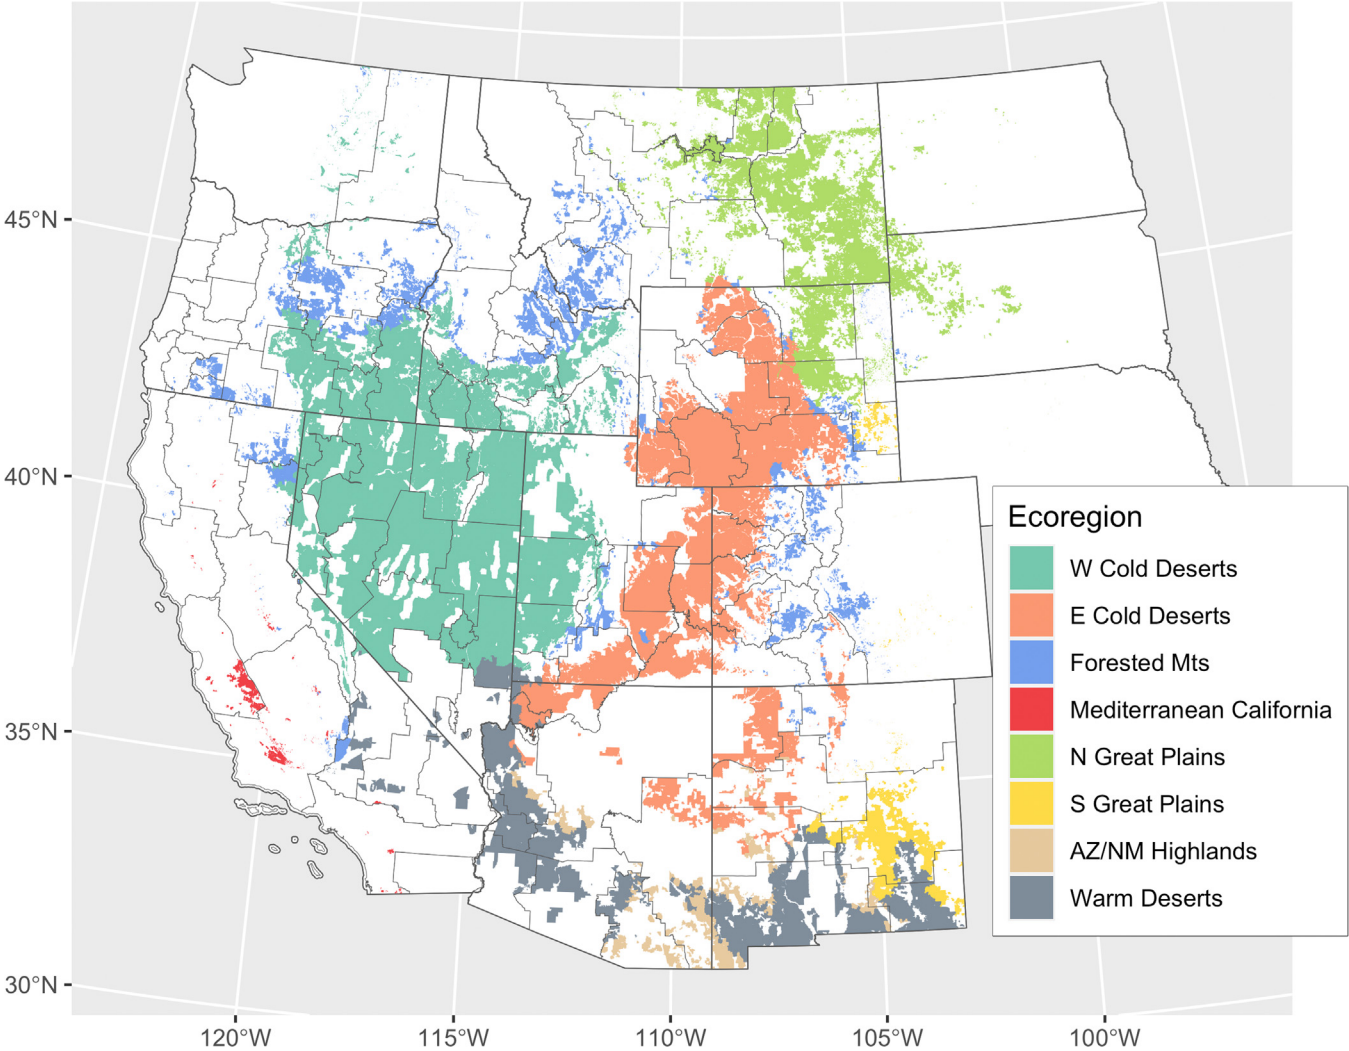 45°N
40°N
35°N
30°N
120°W
115°W
110°W
105°W
100°W
Ecoregion
W Cold Deserts
E Cold Deserts
Forested Mts
Mediterranean California
N Great Plains
S Great Plains
AZ/NM Highlands
Warm Deserts